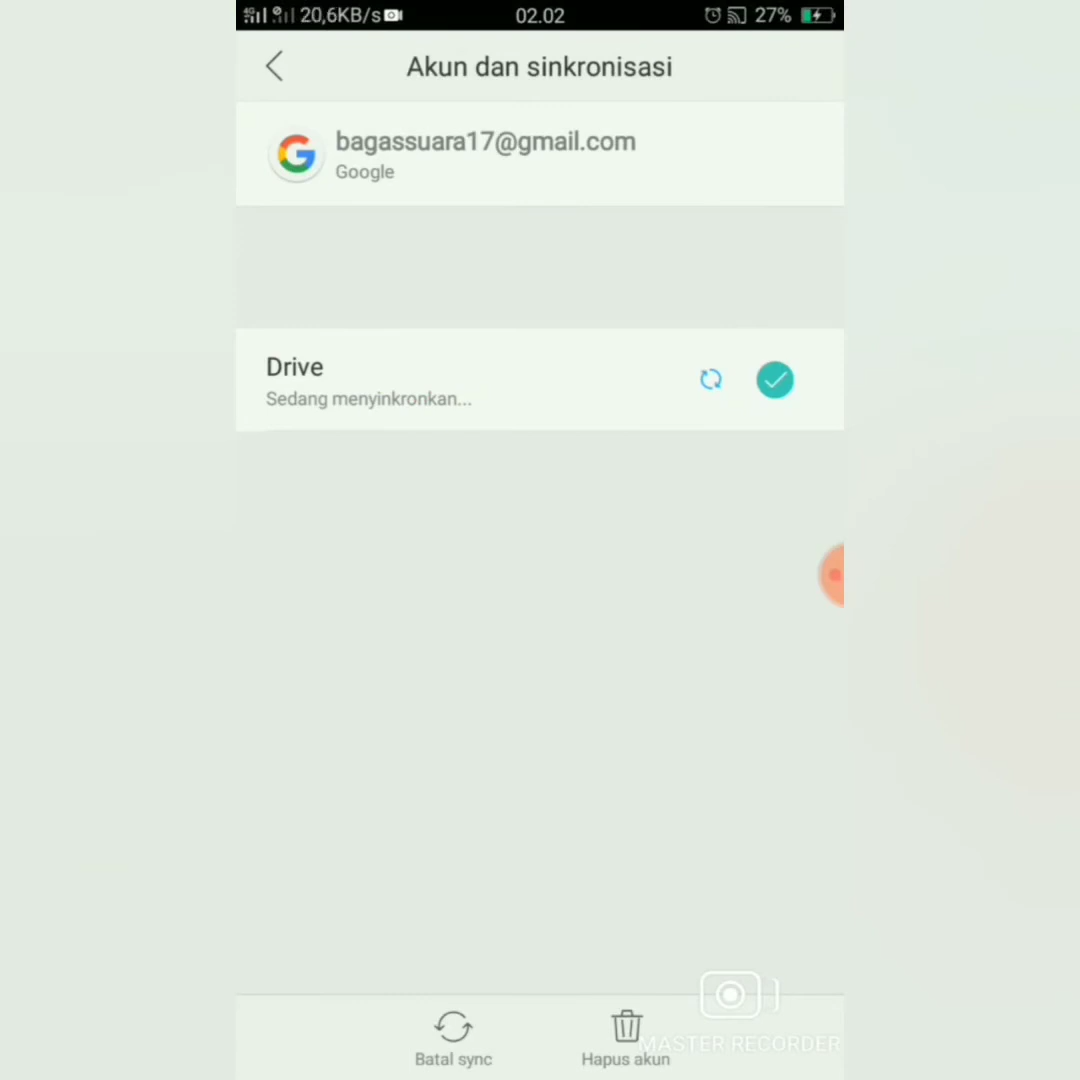 4G 20,6KB/s 02.02 27%
Akun dan sinkronisasi
bagassuara17@gmail.com
Google
Drive
Sedang menyinkronkan...
Batal sync
Hapus akun
MASTER RECORDER